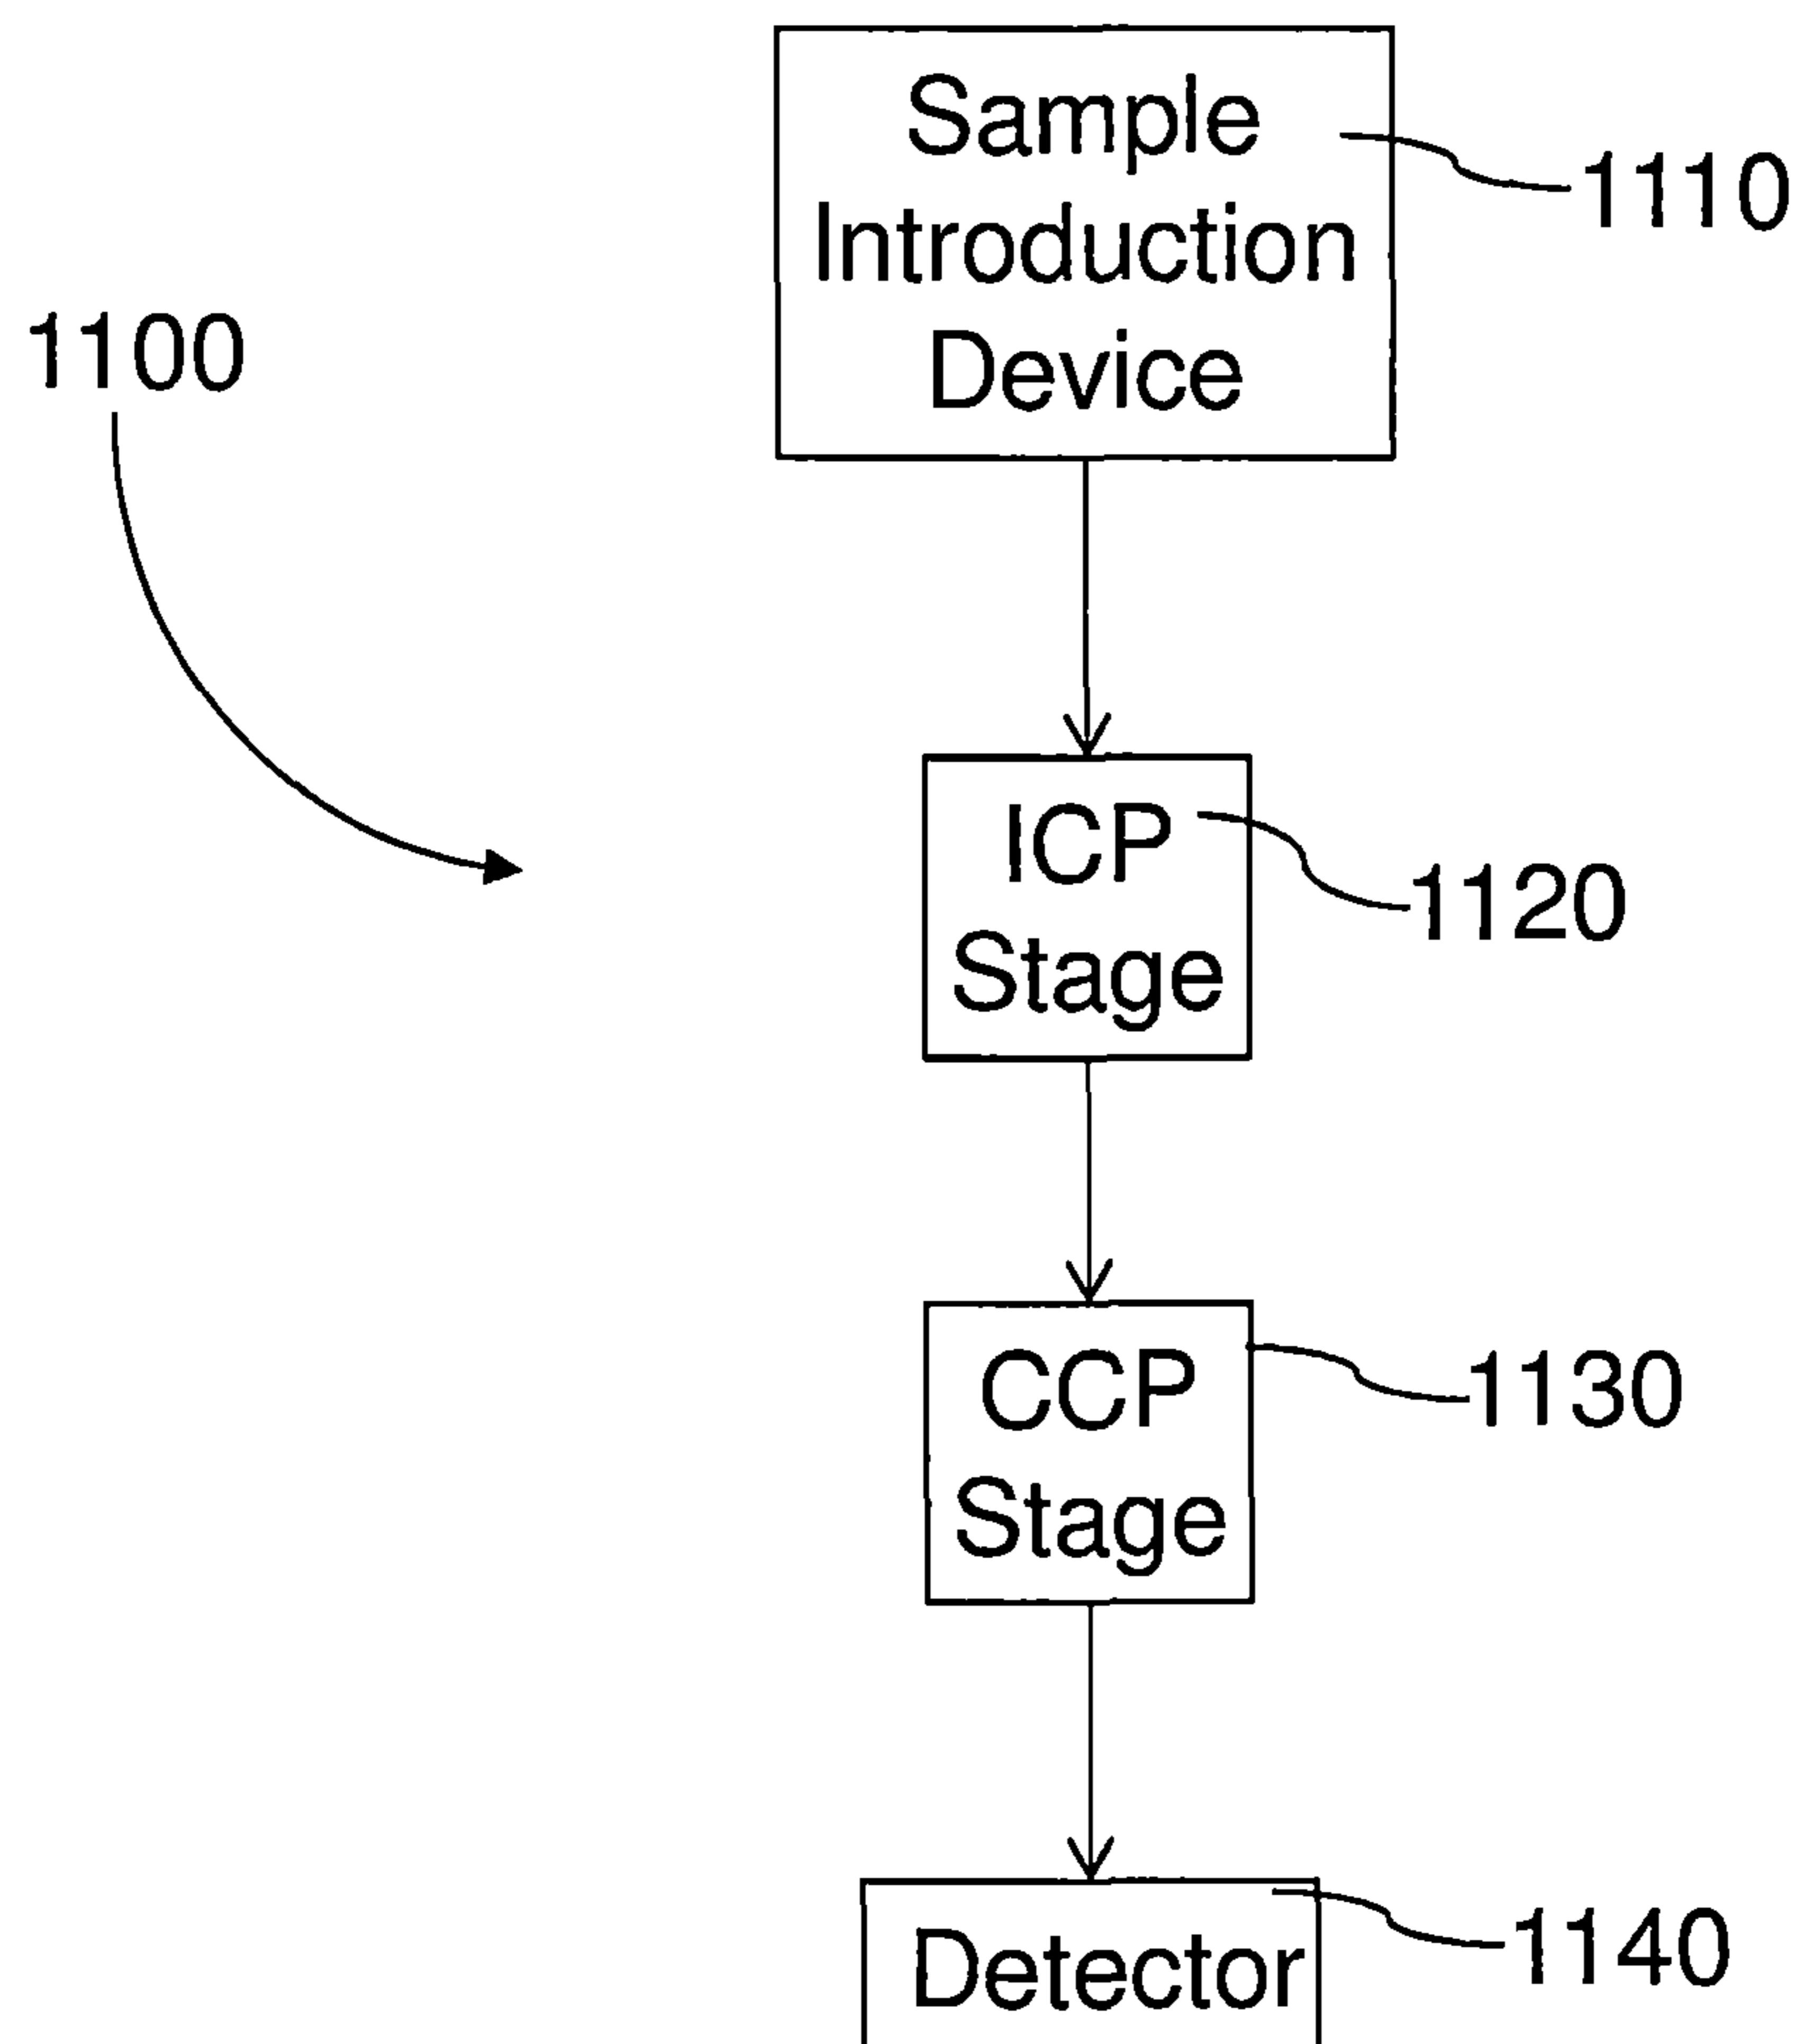 Sample
Introduction
Device
1110
1100
ICP
Stage
1120
CCP
Stage
1130
Detector
1140